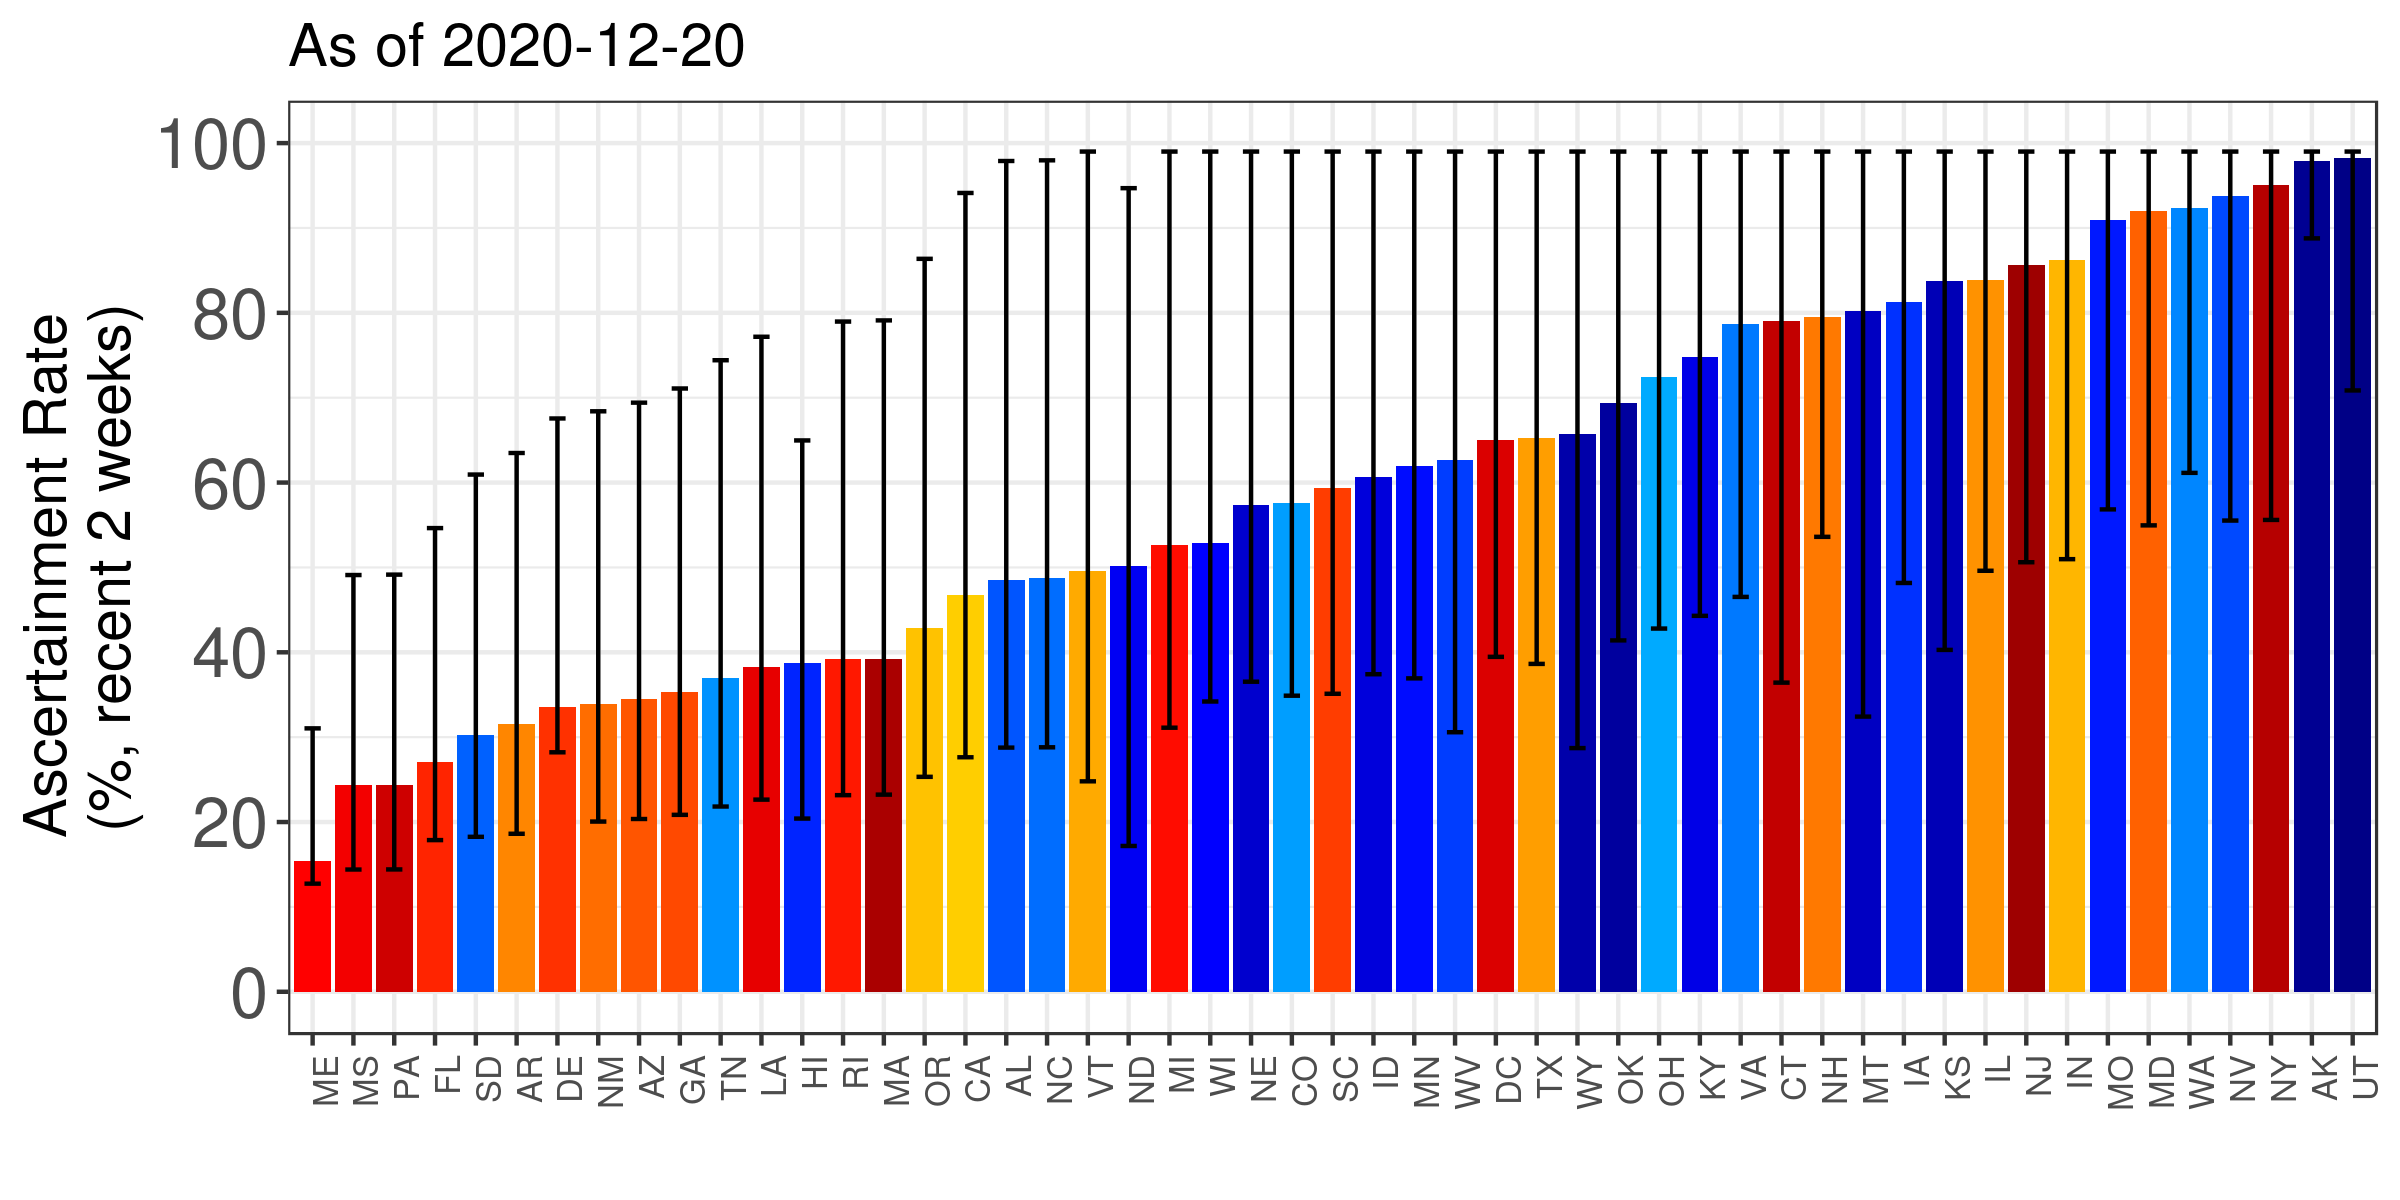 As of 2020-12-20
Ascertainment Rate
(%, recent 2 weeks)
100
80
60
40
20
0
ME
MS
PA
FL
SD
AR
DE
NM
AZ
GA
TN
LA
HI
RI
MA
OR
CA
AL
NC
VT
ND
MI
WI
NE
CO
SC
ID
MN
WV
DC
TX
WY
OK
OH
KY
VA
CT
NH
MT
IA
KS
IL
NJ
IN
MO
MD
WA
NV
NY
AK
UT